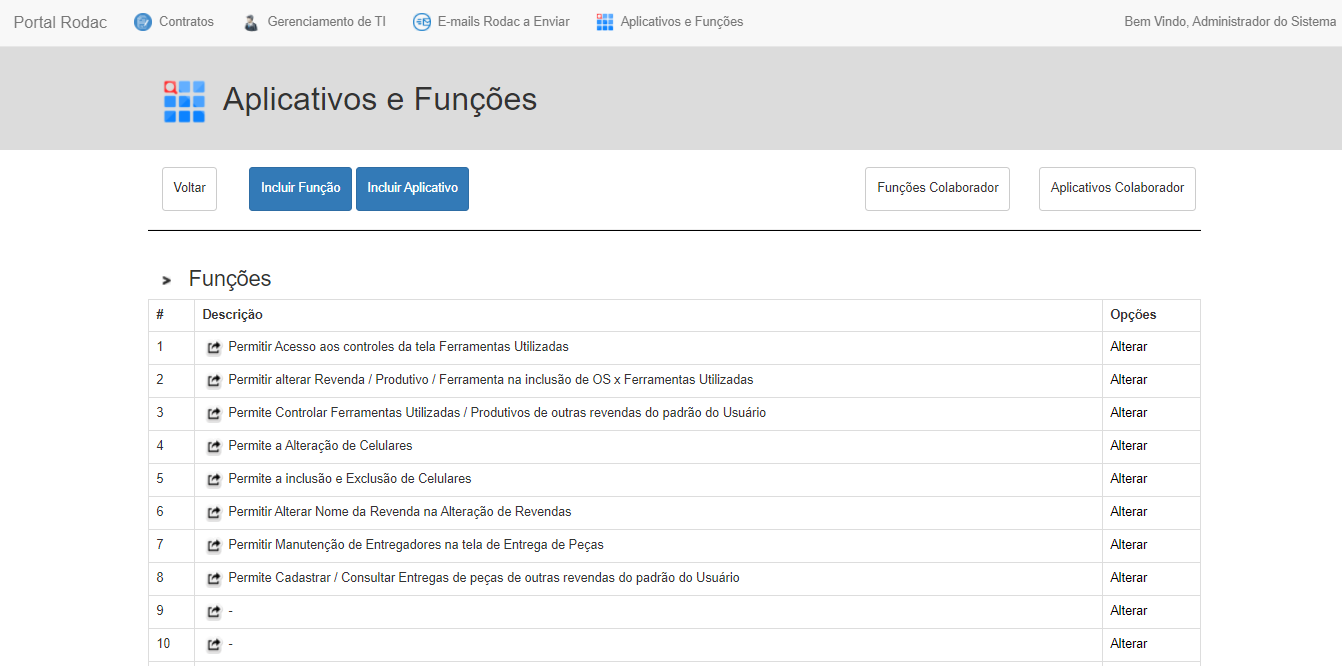 Portal Rodac Contratos Gerenciamento de TI E-mails Rodac a Enviar Aplicativos e Funções Bem Vindo, Administrador do Sistema
Aplicativos e Funções
Voltar Incluir Função Incluir Aplicativo Funções Colaborador Aplicativos Colaborador
> Funções
# Descrição Opções
1 Permitir Acesso aos controles da tela Ferramentas Utilizadas Alterar
2 Permitir alterar Revenda / Produtivo / Ferramenta na inclusão de OS x Ferramentas Utilizadas Alterar
3 Permite Controlar Ferramentas Utilizadas / Produtivos de outras revendas do padrão do Usuário Alterar
4 Permite a Alteração de Celulares Alterar
5 Permite a inclusão e Exclusão de Celulares Alterar
6 Permitir Alterar Nome da Revenda na Alteração de Revendas Alterar
7 Permitir Manutenção de Entregadores na tela de Entrega de Peças Alterar
8 Permite Cadastrar / Consultar Entregas de peças de outras revendas do padrão do Usuário Alterar
9 - Alterar
10 - Alterar